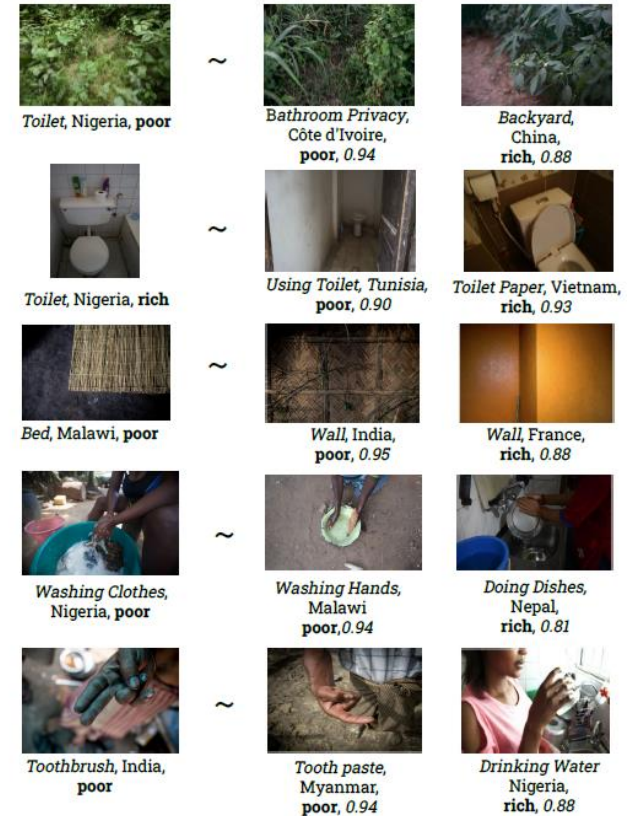 ~
Toilet, Nigeria, poor
Bathroom Privacy,
Côte d'Ivoire,
poor, 0.94
Backyard,
China,
rich, 0.88
~
Toilet, Nigeria, rich
Using Toilet, Tunisia,
poor, 0.90
Toilet Paper, Vietnam,
rich, 0.93
~
Bed, Malawi, poor
Wall, India,
poor, 0.95
Wall, France,
rich, 0.88
~
Washing Clothes,
Nigeria, poor
Washing Hands,
Malawi
poor,0.94
Doing Dishes,
Nepal,
rich, 0.81
~
Toothbrush, India,
poor
Tooth paste,
Myanmar,
poor, 0.94
Drinking Water
Nigeria,
rich, 0.88